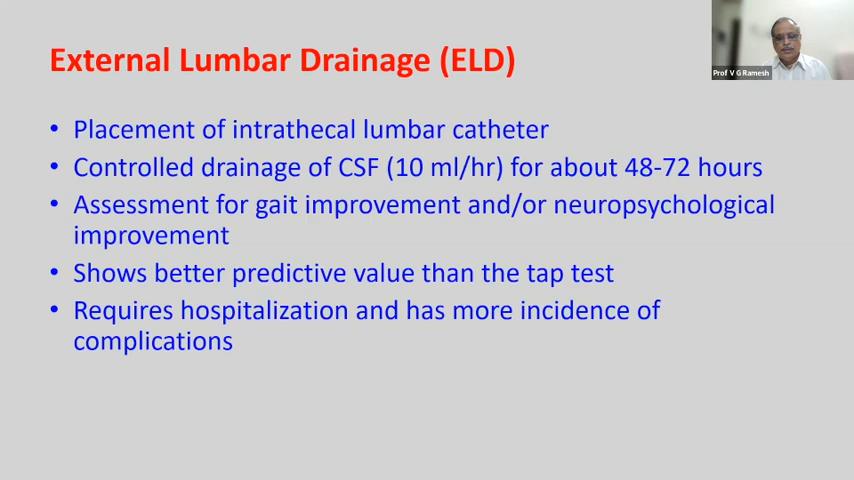 External Lumbar Drainage (ELD)
Prof V G Ramesh
• Placement of intrathecal lumbar catheter
• Controlled drainage of CSF (10 ml/hr) for about 48-72 hours
• Assessment for gait improvement and/or neuropsychological
improvement
• Shows better predictive value than the tap test
• Requires hospitalization and has more incidence of
complications